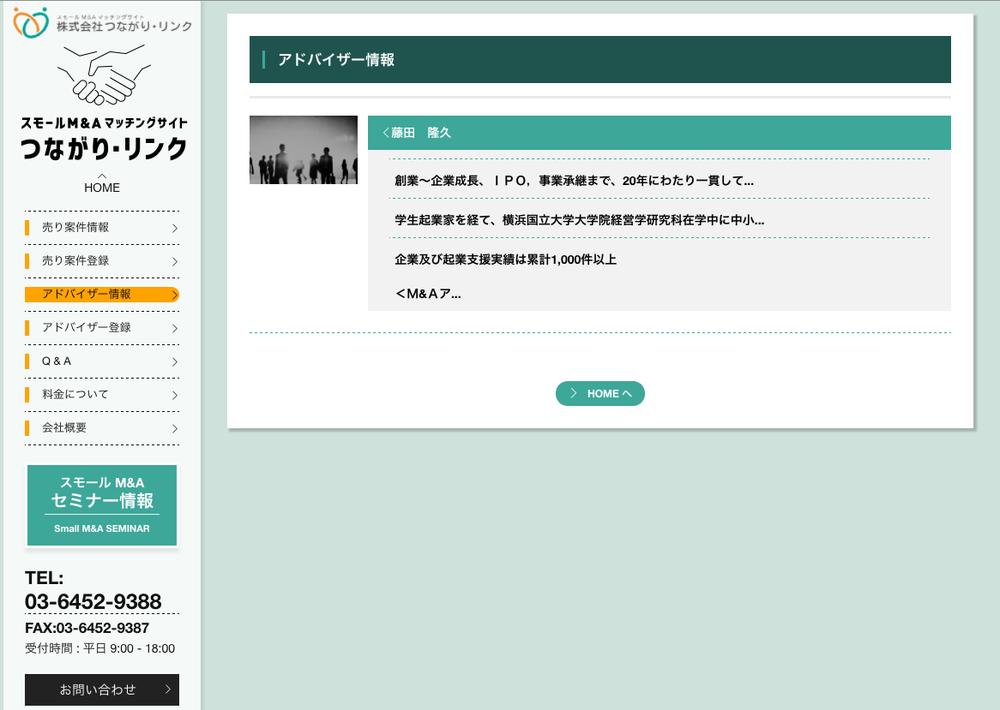 スモール M&A マッチングサイト
株式会社つながり・リンク
スモールM&A マッチングサイト
つながり・リンク
HOME
売り案件情報
売り案件登録
アドバイザー情報
アドバイザー登録
Q & A
料金について
会社概要
スモール M&A
セミナー情報
Small M&A SEMINAR
TEL:
03-6452-9388
FAX:03-6452-9387
受付時間 : 平日 9:00 - 18:00
お問い合わせ
アドバイザー情報
藤田　隆久
創業〜企業成長、ＩＰＯ，事業承継まで、20年にわたり一貫して...
学生起業家を経て、横浜国立大学大学院経営学研究科在学中に中小...
企業及び起業支援実績は累計1,000件以上
＜M&Aア...
HOME へ